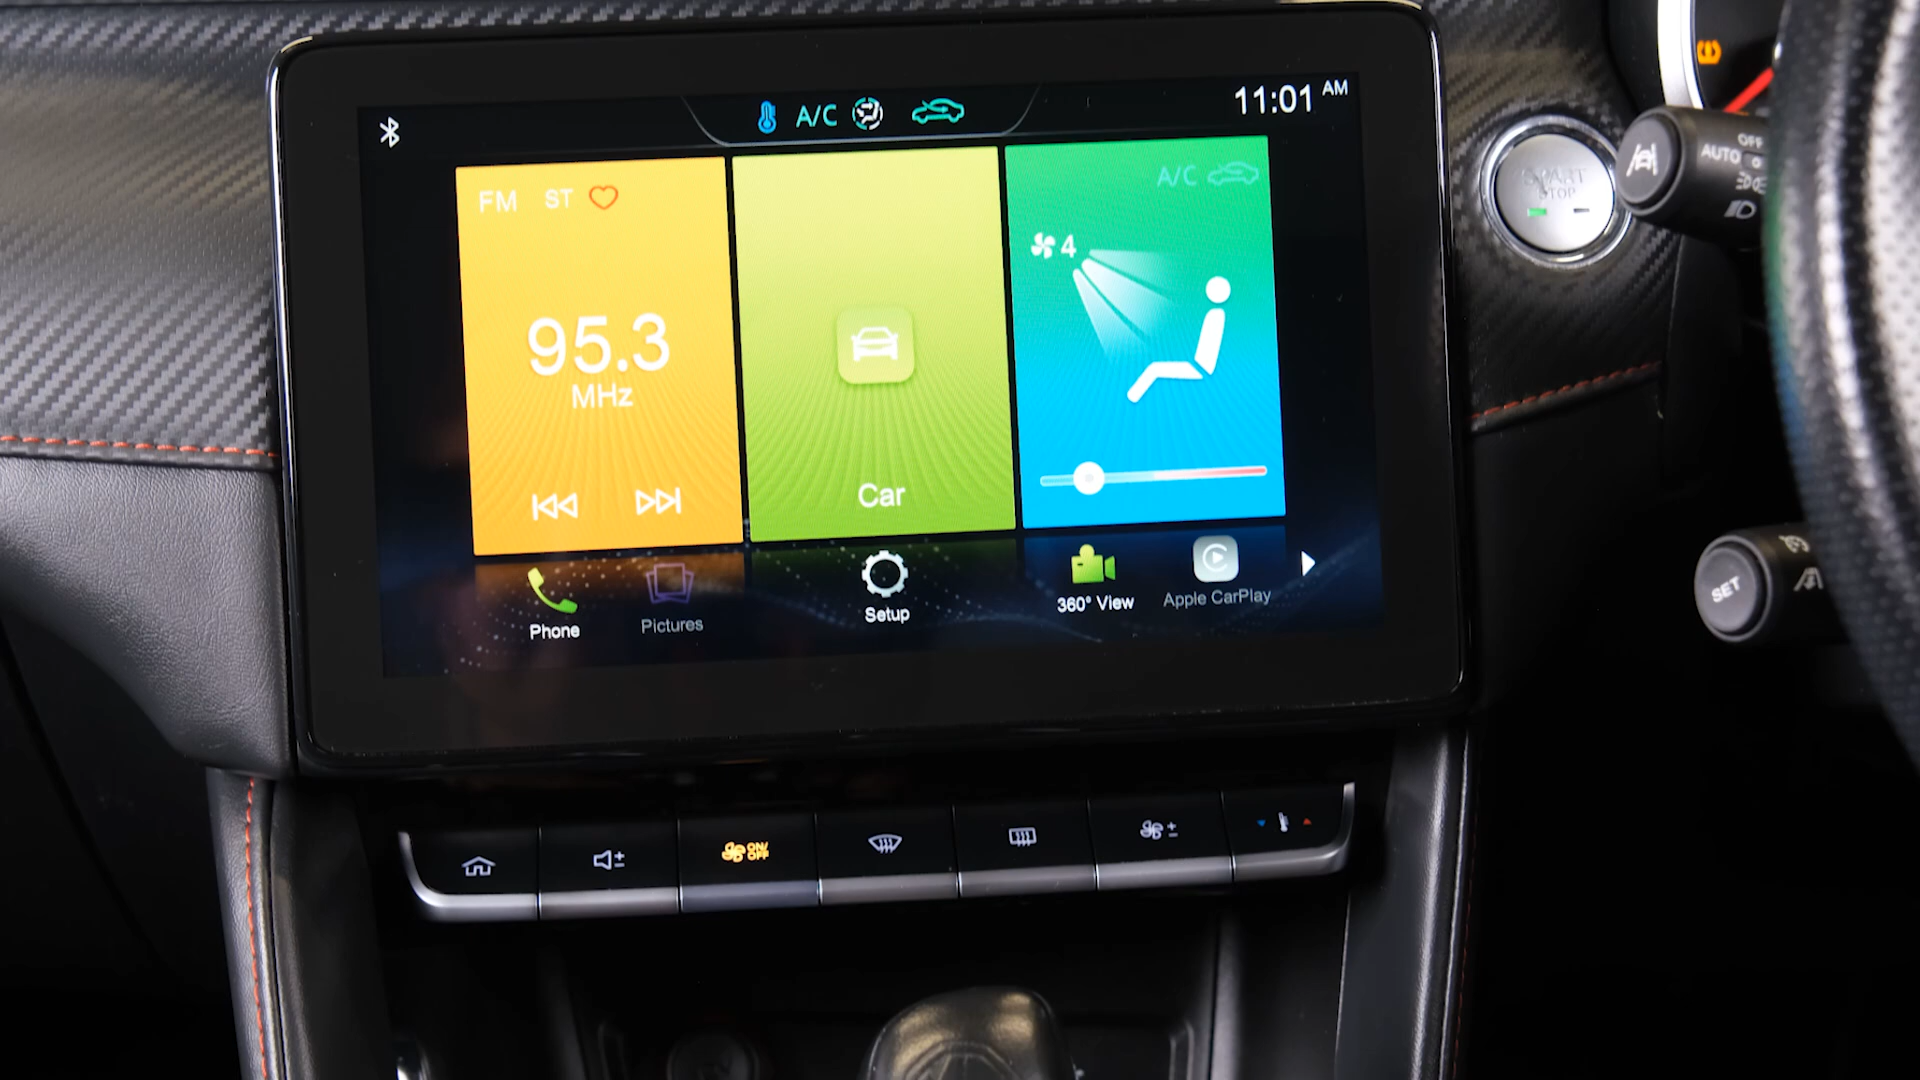 A/C
11:01 AM
FM ST
A/C
4
95.3
MHz
Car
Phone
Pictures
Setup
360° View
Apple CarPlay
START
STOP
OFF
AUTO
SET
ON/
OFF